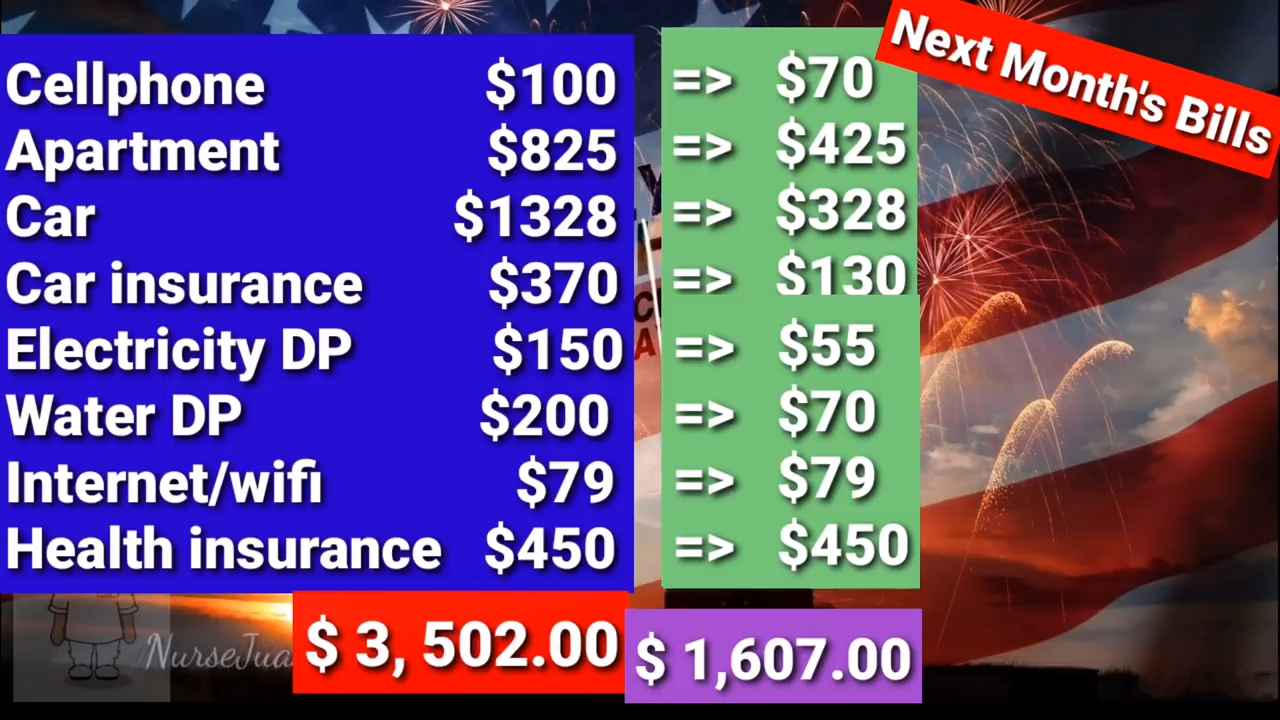 Next Month's Bills
Cellphone $100 => $70
Apartment $825 => $425
Car $1328 => $328
Car insurance $370 => $130
Electricity DP $150 => $55
Water DP $200 => $70
Internet/wifi $79 => $79
Health insurance $450 => $450
$ 3, 502.00 $ 1,607.00